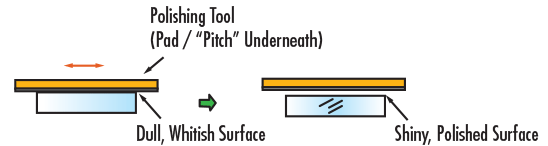 Polishing Tool
(Pad / “Pitch” Underneath)
Dull, Whitish Surface
Shiny, Polished Surface